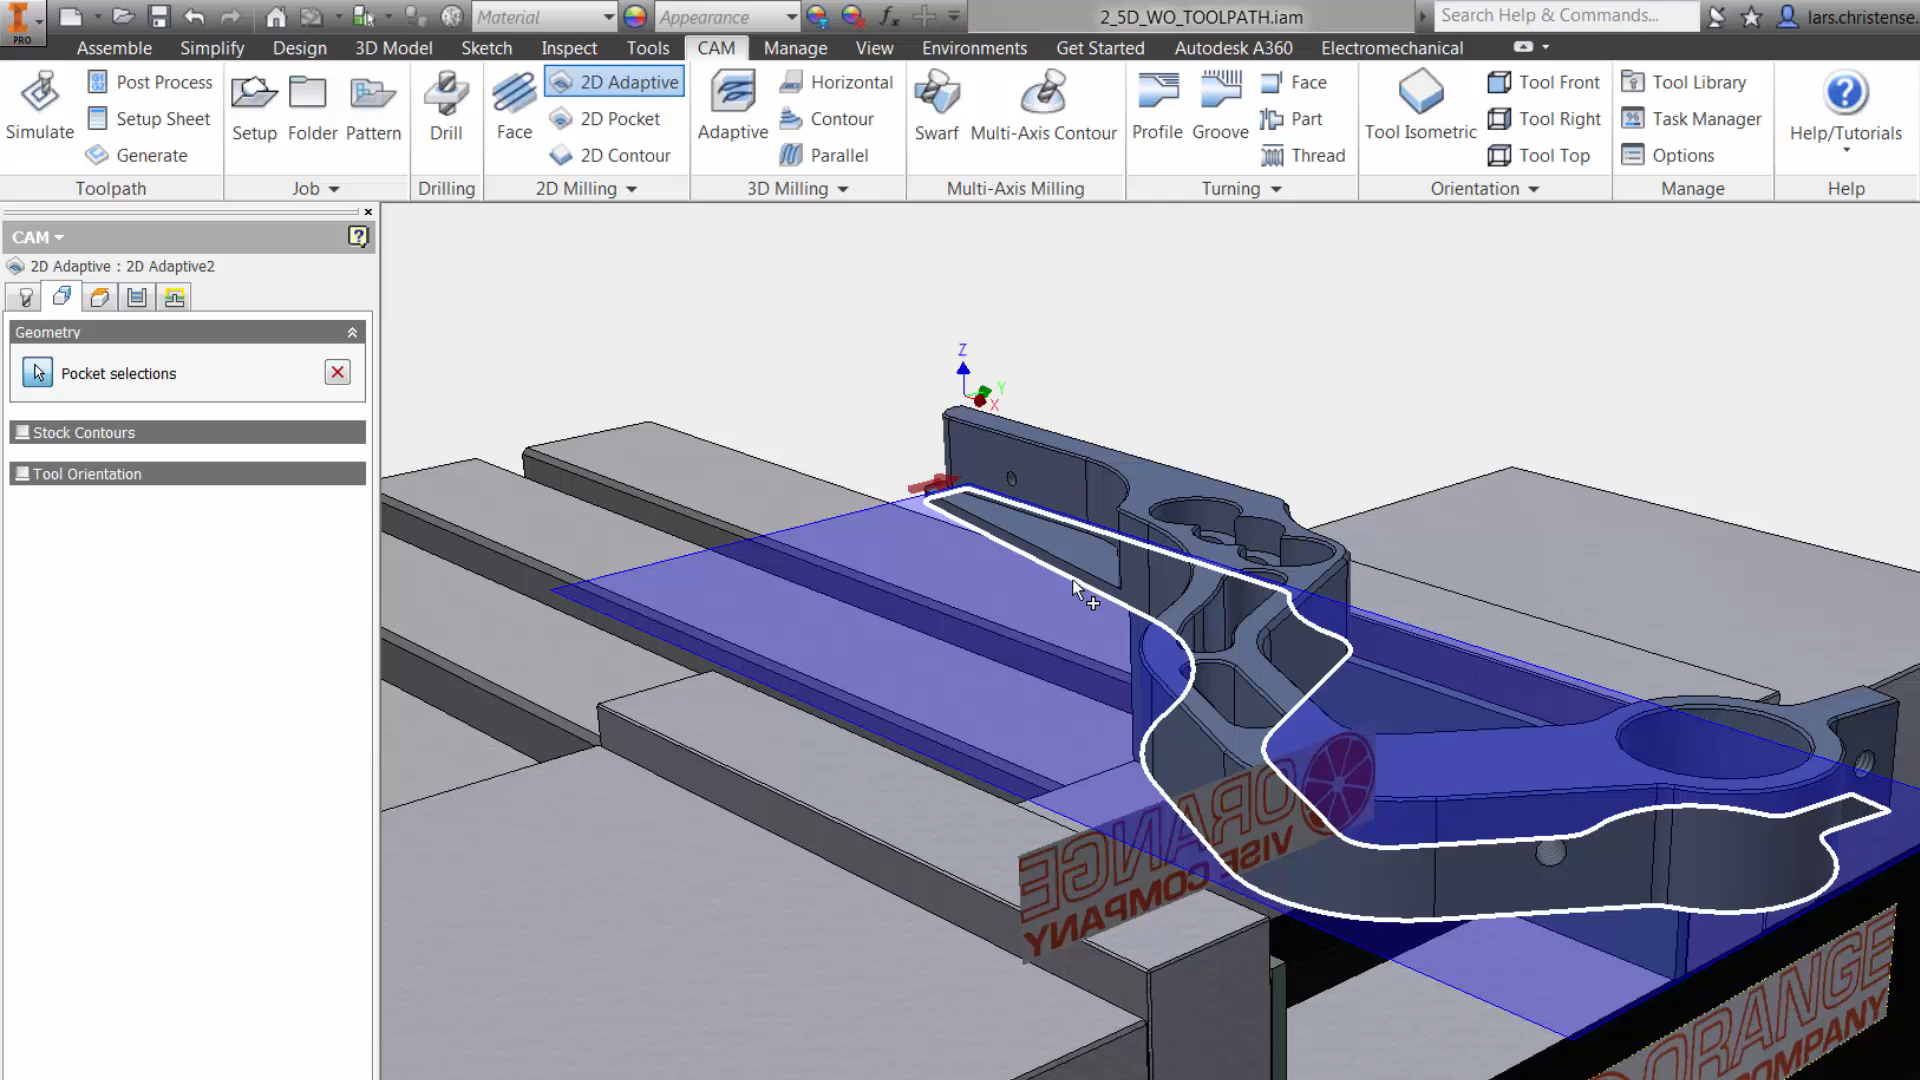 I
PRO
Material
Appearance
fx
2_5D_WO_TOOLPATH.iam
Search Help & Commands...
lars.christense.
Assemble
Simplify
Design
3D Model
Sketch
Inspect
Tools
CAM
Manage
View
Environments
Get Started
Autodesk A360
Electromechanical
Simulate
Post Process
Setup Sheet
Generate
Toolpath
Setup
Folder
Pattern
Job
Drill
Drilling
Face
2D Adaptive
2D Pocket
2D Contour
2D Milling
Adaptive
Horizontal
Contour
Parallel
3D Milling
Swarf
Multi-Axis Contour
Multi-Axis Milling
Profile
Groove
Face
Part
Thread
Turning
Tool Isometric
Tool Front
Tool Right
Tool Top
Orientation
Tool Library
Task Manager
Options
Manage
Help/Tutorials
Help
CAM
2D Adaptive : 2D Adaptive2
Geometry
Pocket selections
Stock Contours
Tool Orientation
Z
Y
X
ORANGE
VISE COMPANY
ORANGE
COMPANY